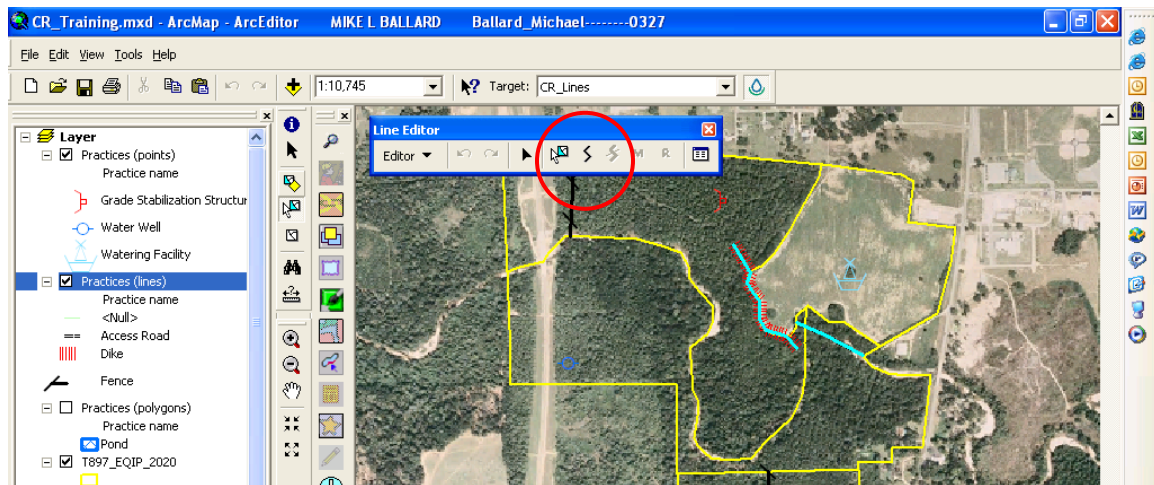 CR_Training.mxd - ArcMap - ArcEditor MIKE L BALLARD Ballard_Michael--------0327
File Edit View Tools Help
1:10,745
Target: CR_Lines
Layer
Practices (points)
Practice name
Grade Stabilization Structur
Water Well
Watering Facility
Practices (lines)
Practice name
<Null>
Access Road
Dike
Fence
Practices (polygons)
Practice name
Pond
T897_EQIP_2020
Line Editor
Editor
M R